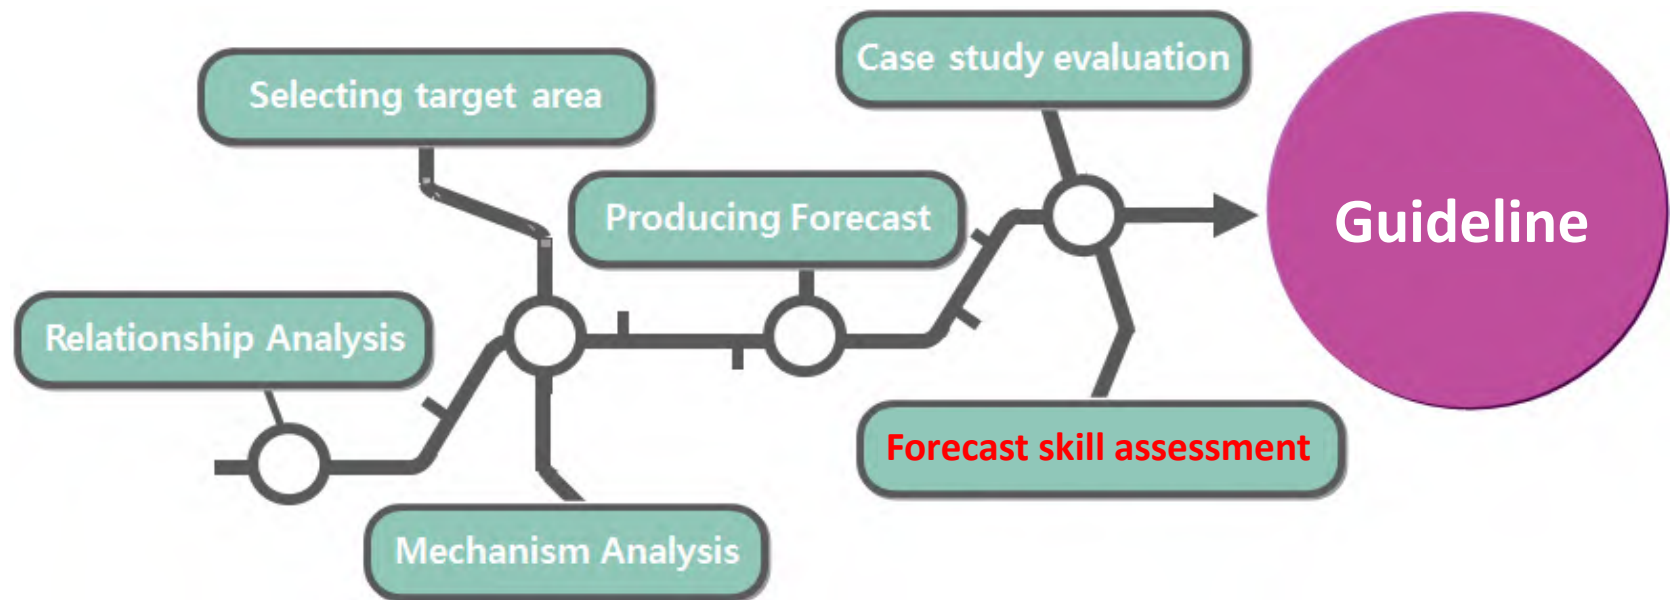 Case study evaluation
Selecting target area
Producing Forecast
Guideline
Relationship Analysis
Forecast skill assessment
Mechanism Analysis